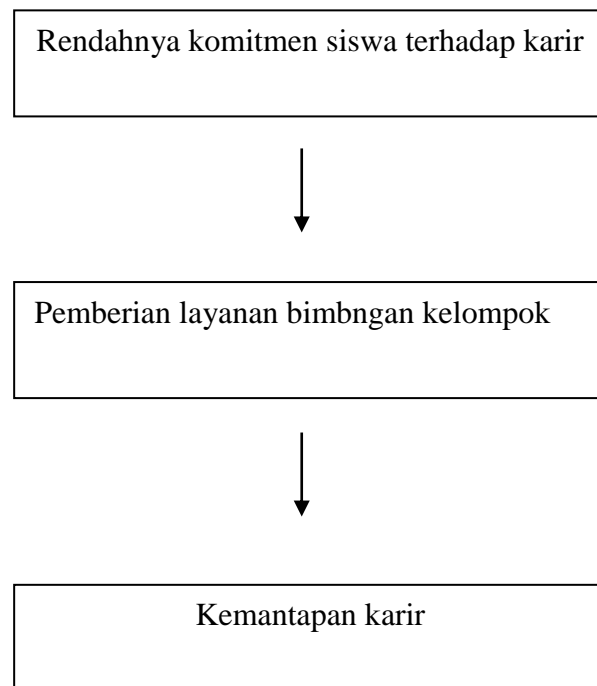 Rendahnya komitmen siswa terhadap karir
Pemberian layanan bimbngan kelompok
Kemantapan karir